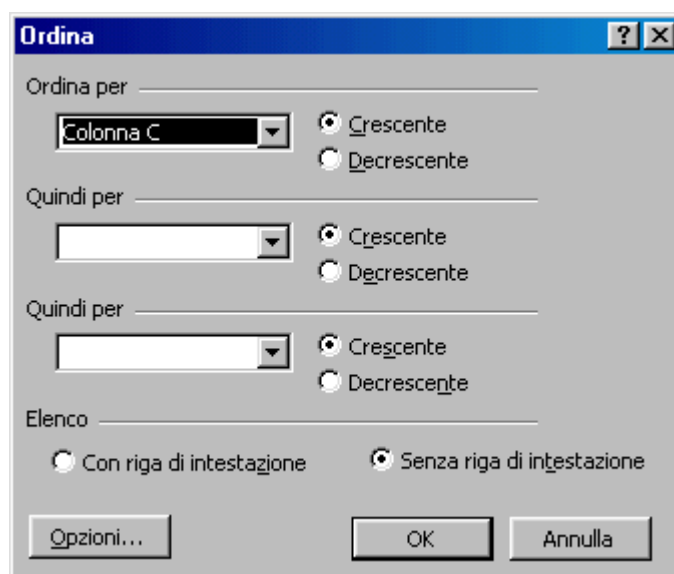 Ordina
Ordina per
Colonna C
Crescente
Decrescente
Quindi per
Crescente
Decrescente
Quindi per
Crescente
Decrescente
Elenco
Con riga di intestazione Senza riga di intestazione
Opzioni... OK Annulla